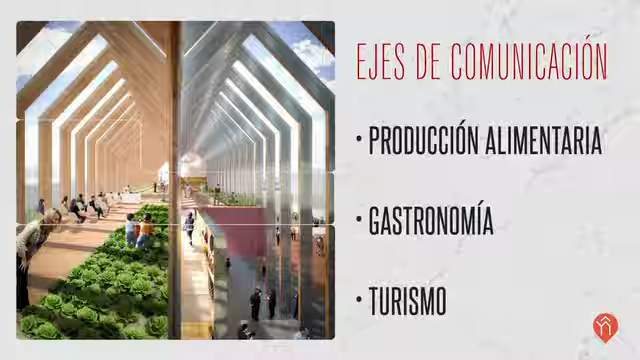 EJES DE COMUNICACIÓN
• PRODUCCIÓN ALIMENTARIA
• GASTRONOMÍA
• TURISMO